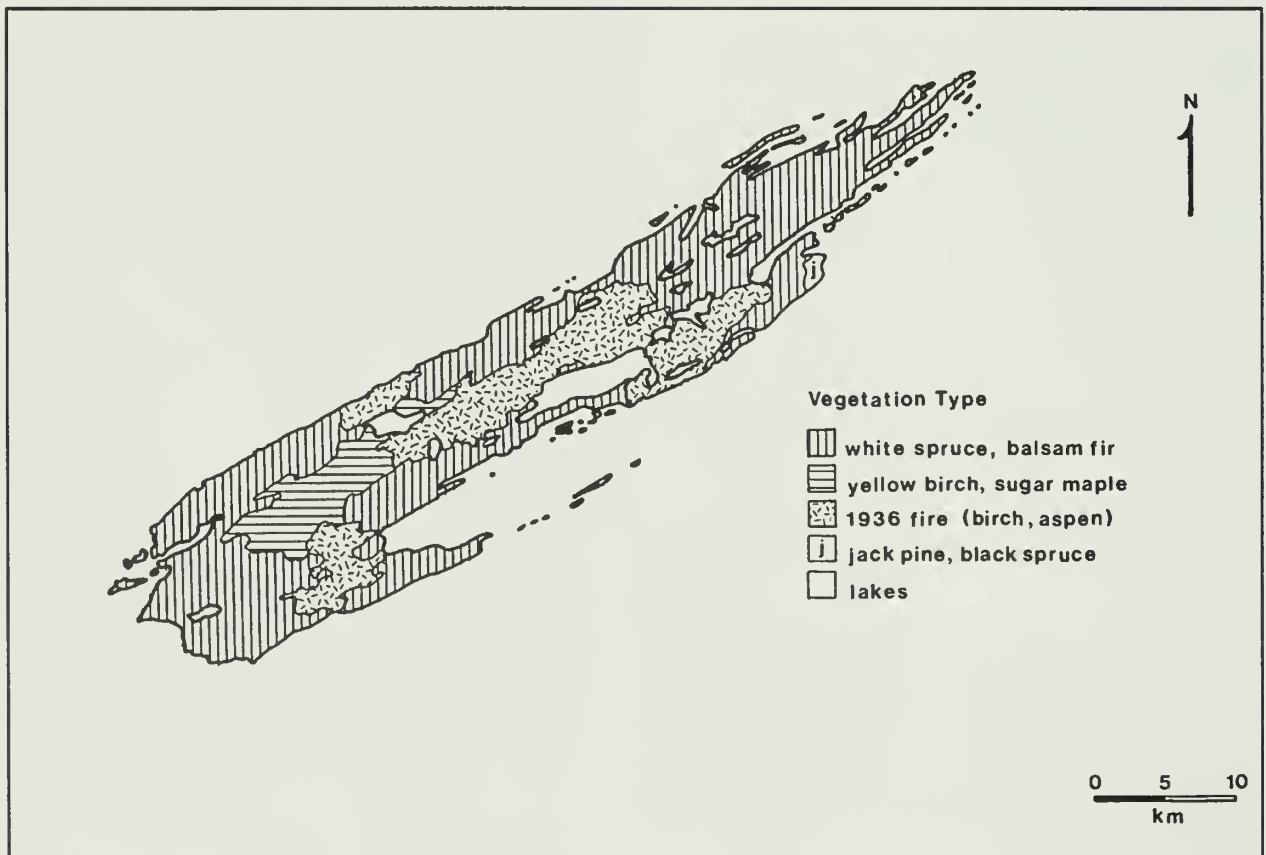 N
j
Vegetation Type
white spruce, balsam fir
yellow birch, sugar maple
1936 fire (birch, aspen)
j jack pine, black spruce
lakes
0 5 10
km